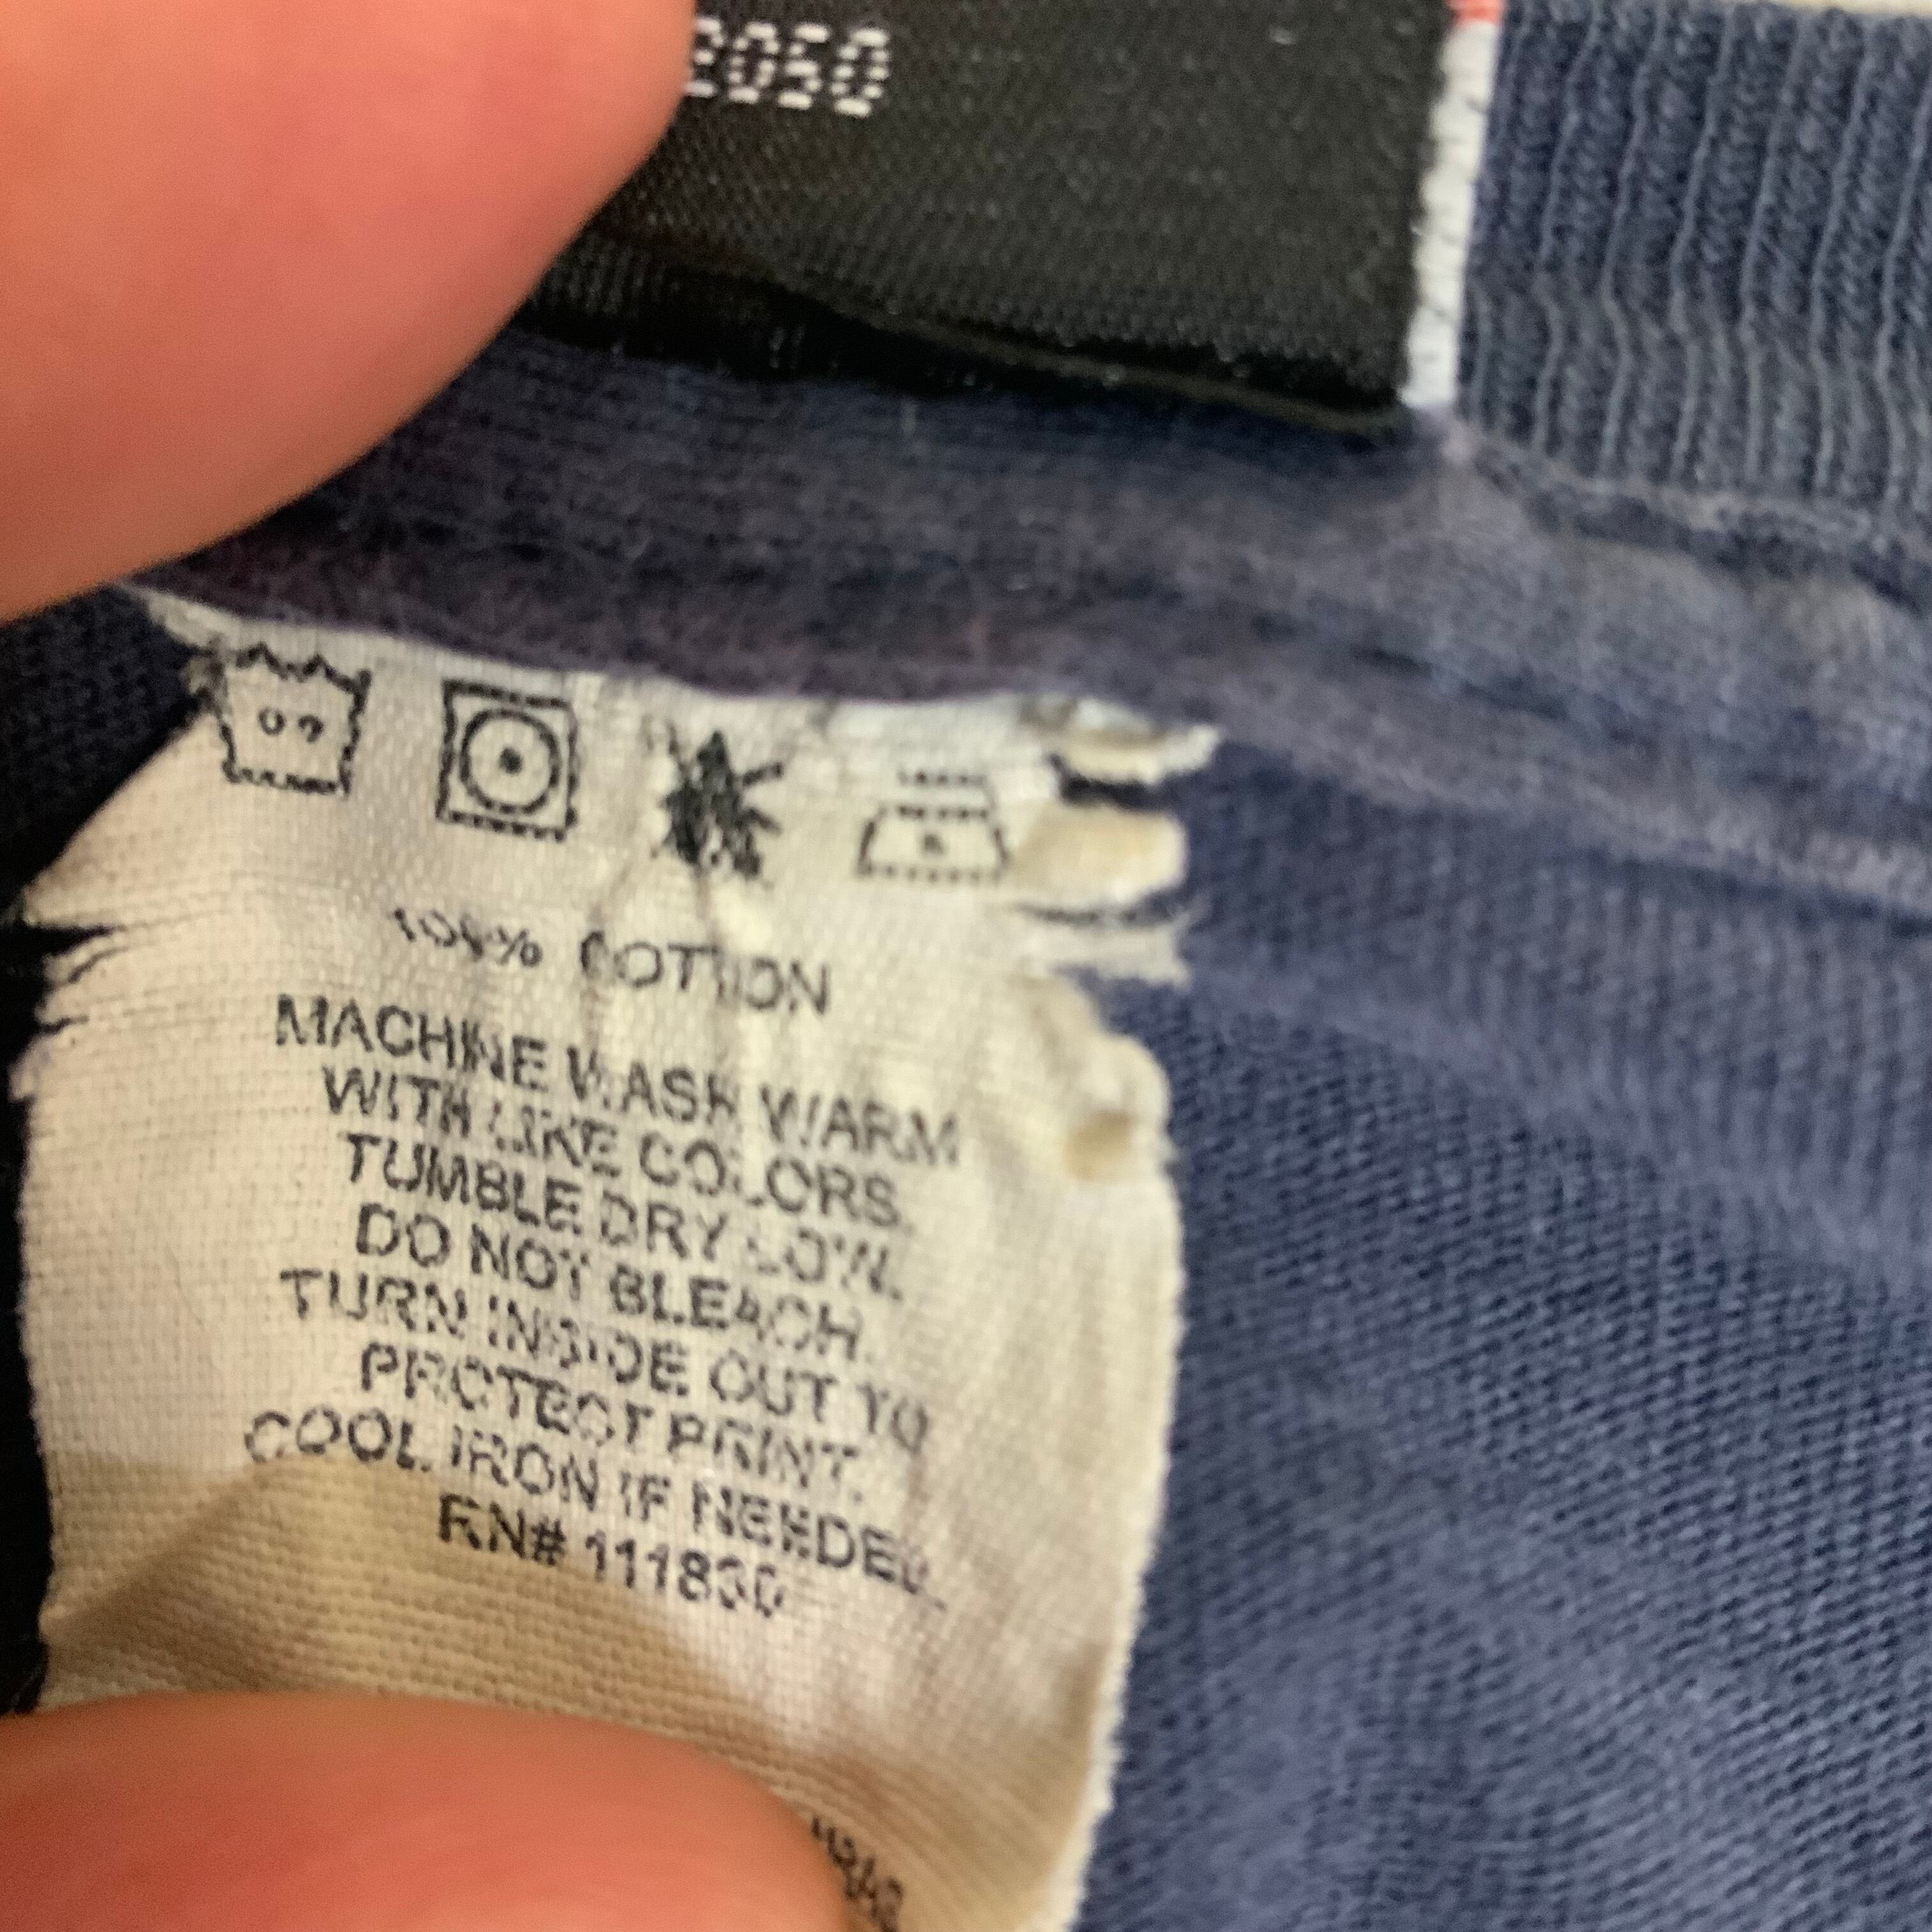 2050
100% COTTON
MACHINE WASH WARM
WITH LIKE COLORS.
TUMBLE DRY LOW.
DO NOT BLEACH.
TURN INSIDE OUT TO
PROTECT PRINT.
COOL IRON IF NEEDED.
RN# 111830